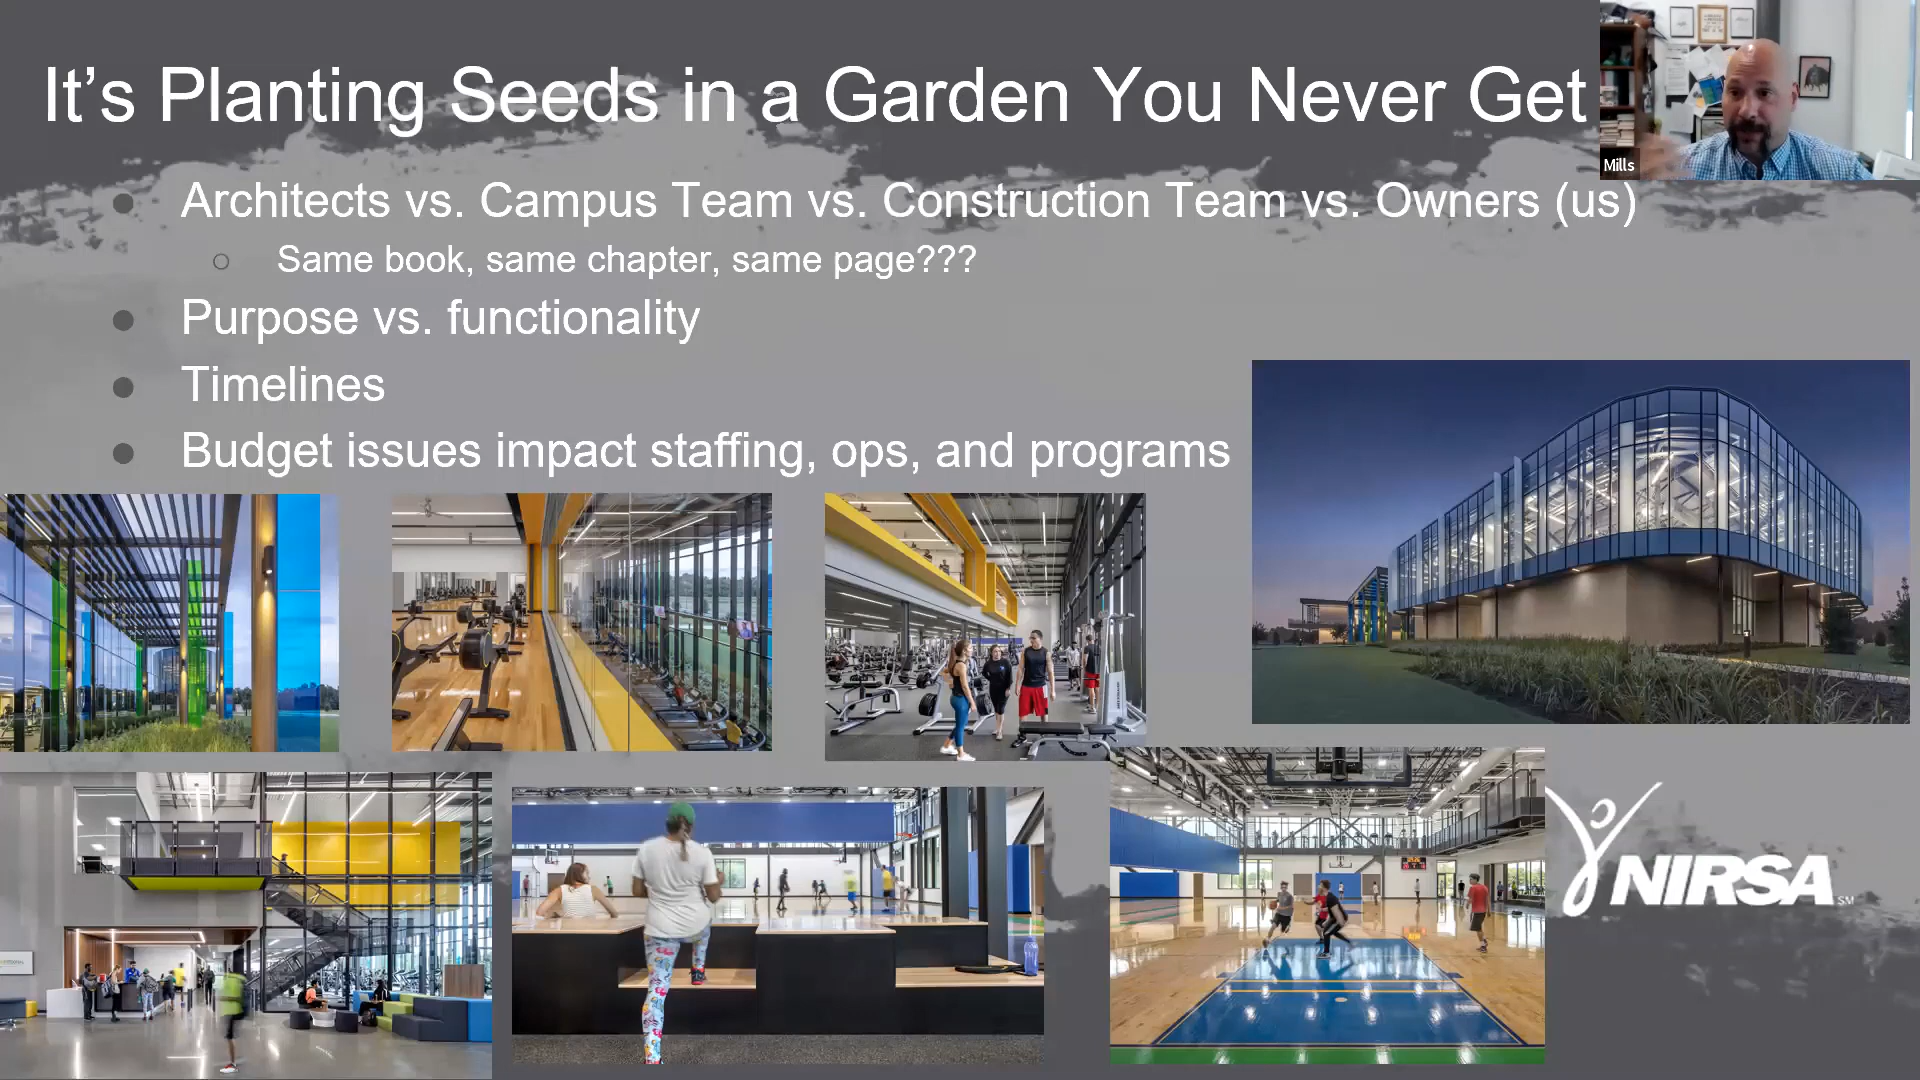 It’s Planting Seeds in a Garden You Never Get
Mills
Architects vs. Campus Team vs. Construction Team vs. Owners (us)
Same book, same chapter, same page???
Purpose vs. functionality
Timelines
Budget issues impact staffing, ops, and programs
NIRSA
SM